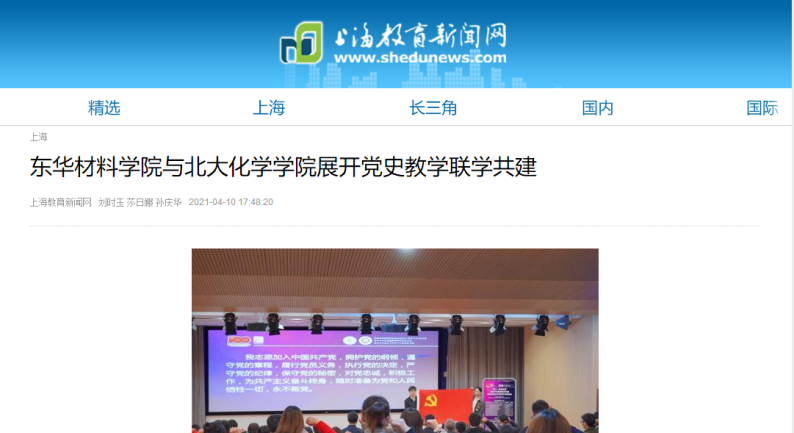 上海教育新闻网
www.shedunews.com
精选 上海 长三角 国内 国际
上海
东华材料学院与北大化学学院展开党史教学联学共建
上海教育新闻网 刘时玉 莎日娜 孙庆华 2021-04-10 17:48:20
我志愿加入中国共产党，拥护党的纲领，遵
守党的章程，履行党员义务，执行党的决定，严
守党的纪律，保守党的秘密，对党忠诚，积极工
作，为共产主义奋斗终身，随时准备为党和人民
牺牲一切，永不叛党。